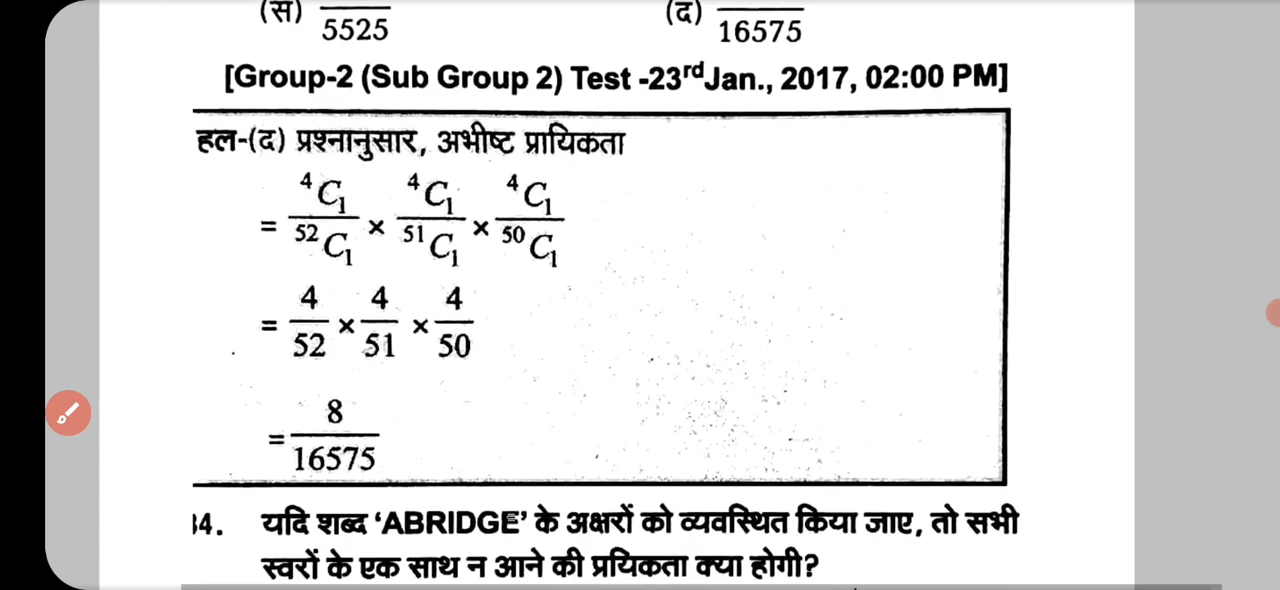 (स) 5525 (द) 16575
[Group-2 (Sub Group 2) Test -23rd Jan., 2017, 02:00 PM]
हल-(द) प्रश्नानुसार, अभीष्ट प्रायिकता
= ⁴C₁/⁵²C₁ × ⁴C₁/⁵¹C₁ × ⁴C₁/⁵⁰C₁
= 4/52 × 4/51 × 4/50
= 8/16575
34. यदि शब्द ‘ABRIDGE’ के अक्षरों को व्यवस्थित किया जाए, तो सभी
स्वरों के एक साथ न आने की प्रयिकता क्या होगी?